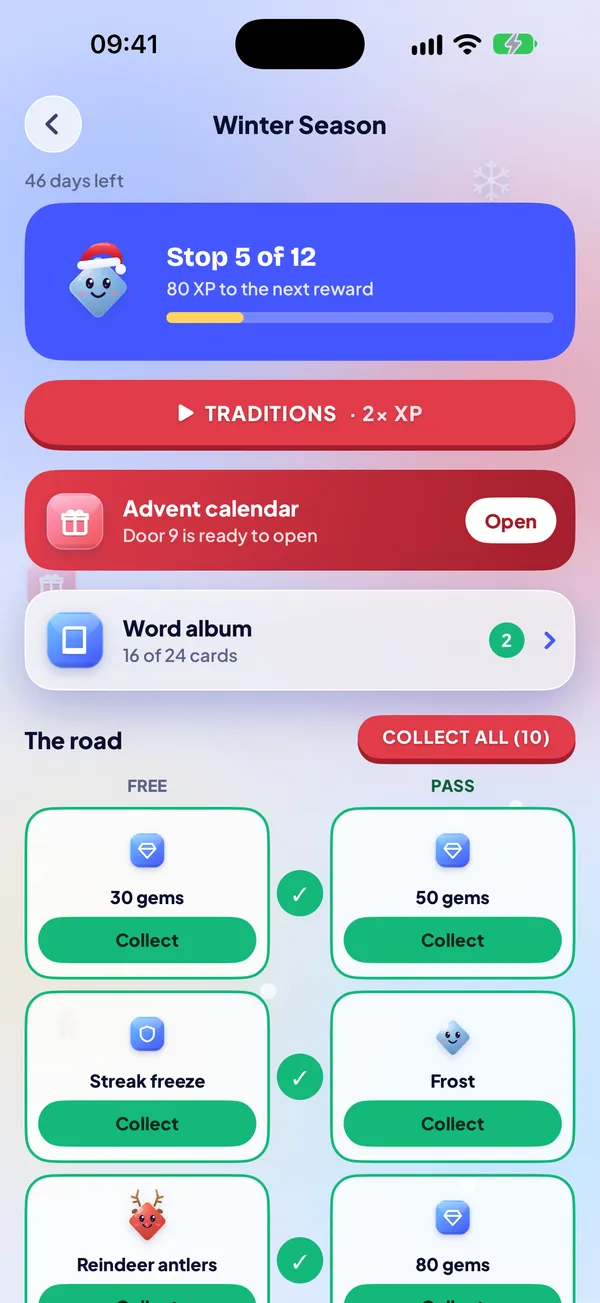 09:41
Winter Season
46 days left
Stop 5 of 12
80 XP to the next reward
TRADITIONS · 2× XP
Advent calendar
Door 9 is ready to open
Open
Word album
16 of 24 cards
2
The road
COLLECT ALL (10)
FREE
PASS
30 gems
50 gems
Collect
Collect
Streak freeze
Frost
Collect
Collect
Reindeer antlers
80 gems